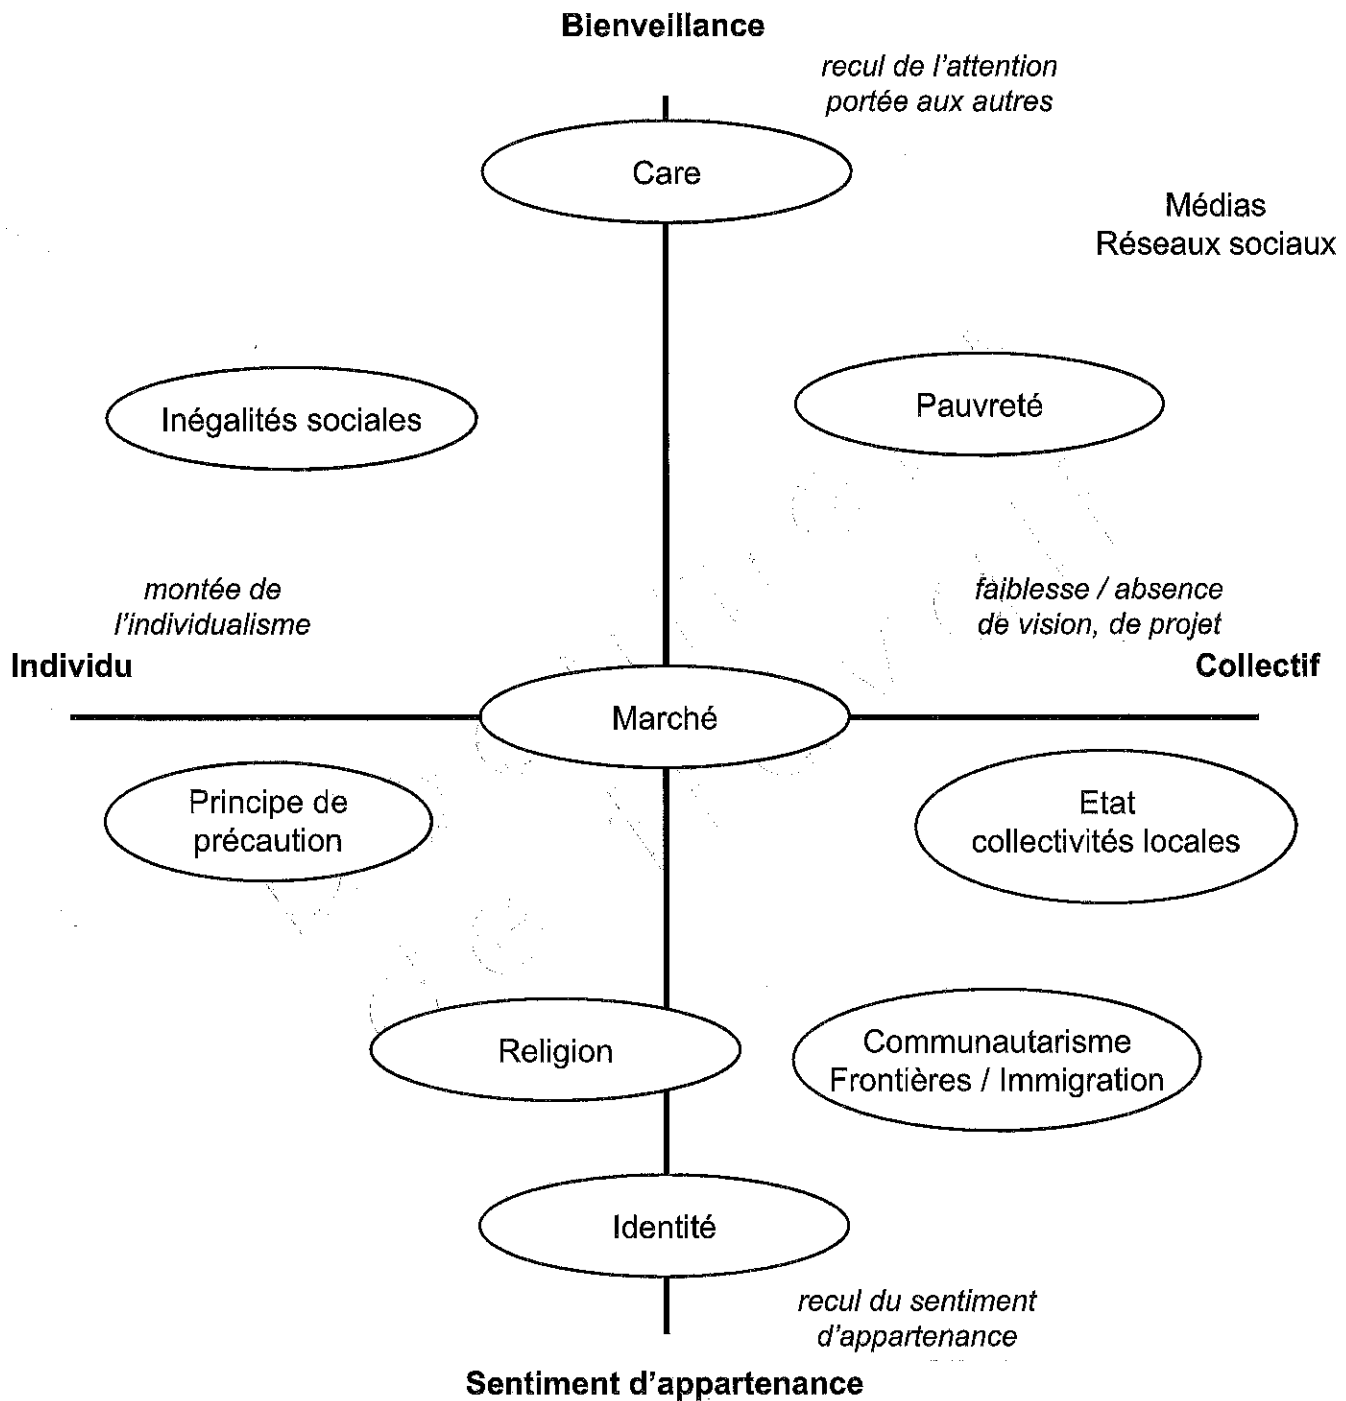 Bienveillance
recul de l'attention
portée aux autres
Care
Médias
Réseaux sociaux
Inégalités sociales
Pauvreté
montée de
l'individualisme
faiblesse / absence
de vision, de projet
Individu
Collectif
Marché
Principe de
précaution
Etat
collectivités locales
Religion
Communautarisme
Frontières / Immigration
Identité
recul du sentiment
d'appartenance
Sentiment d'appartenance